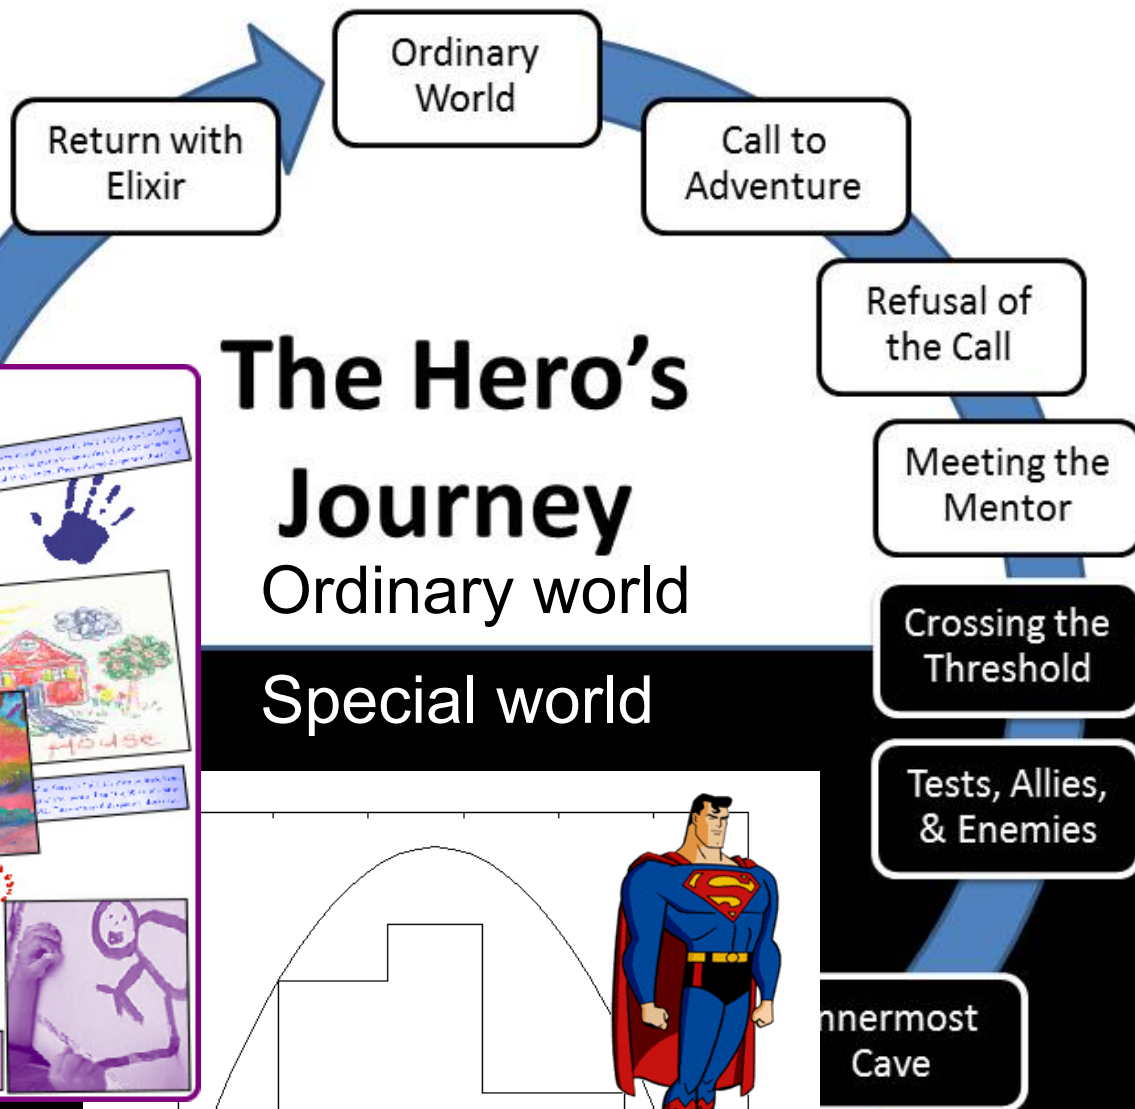 Ordinary
World
Return with
Elixir
Call to
Adventure
Refusal of
the Call
The Hero's
Journey
Meeting the
Mentor
Ordinary world
Crossing the
Threshold
Special world
HOUSE
Tests, Allies,
& Enemies
nnermost
Cave